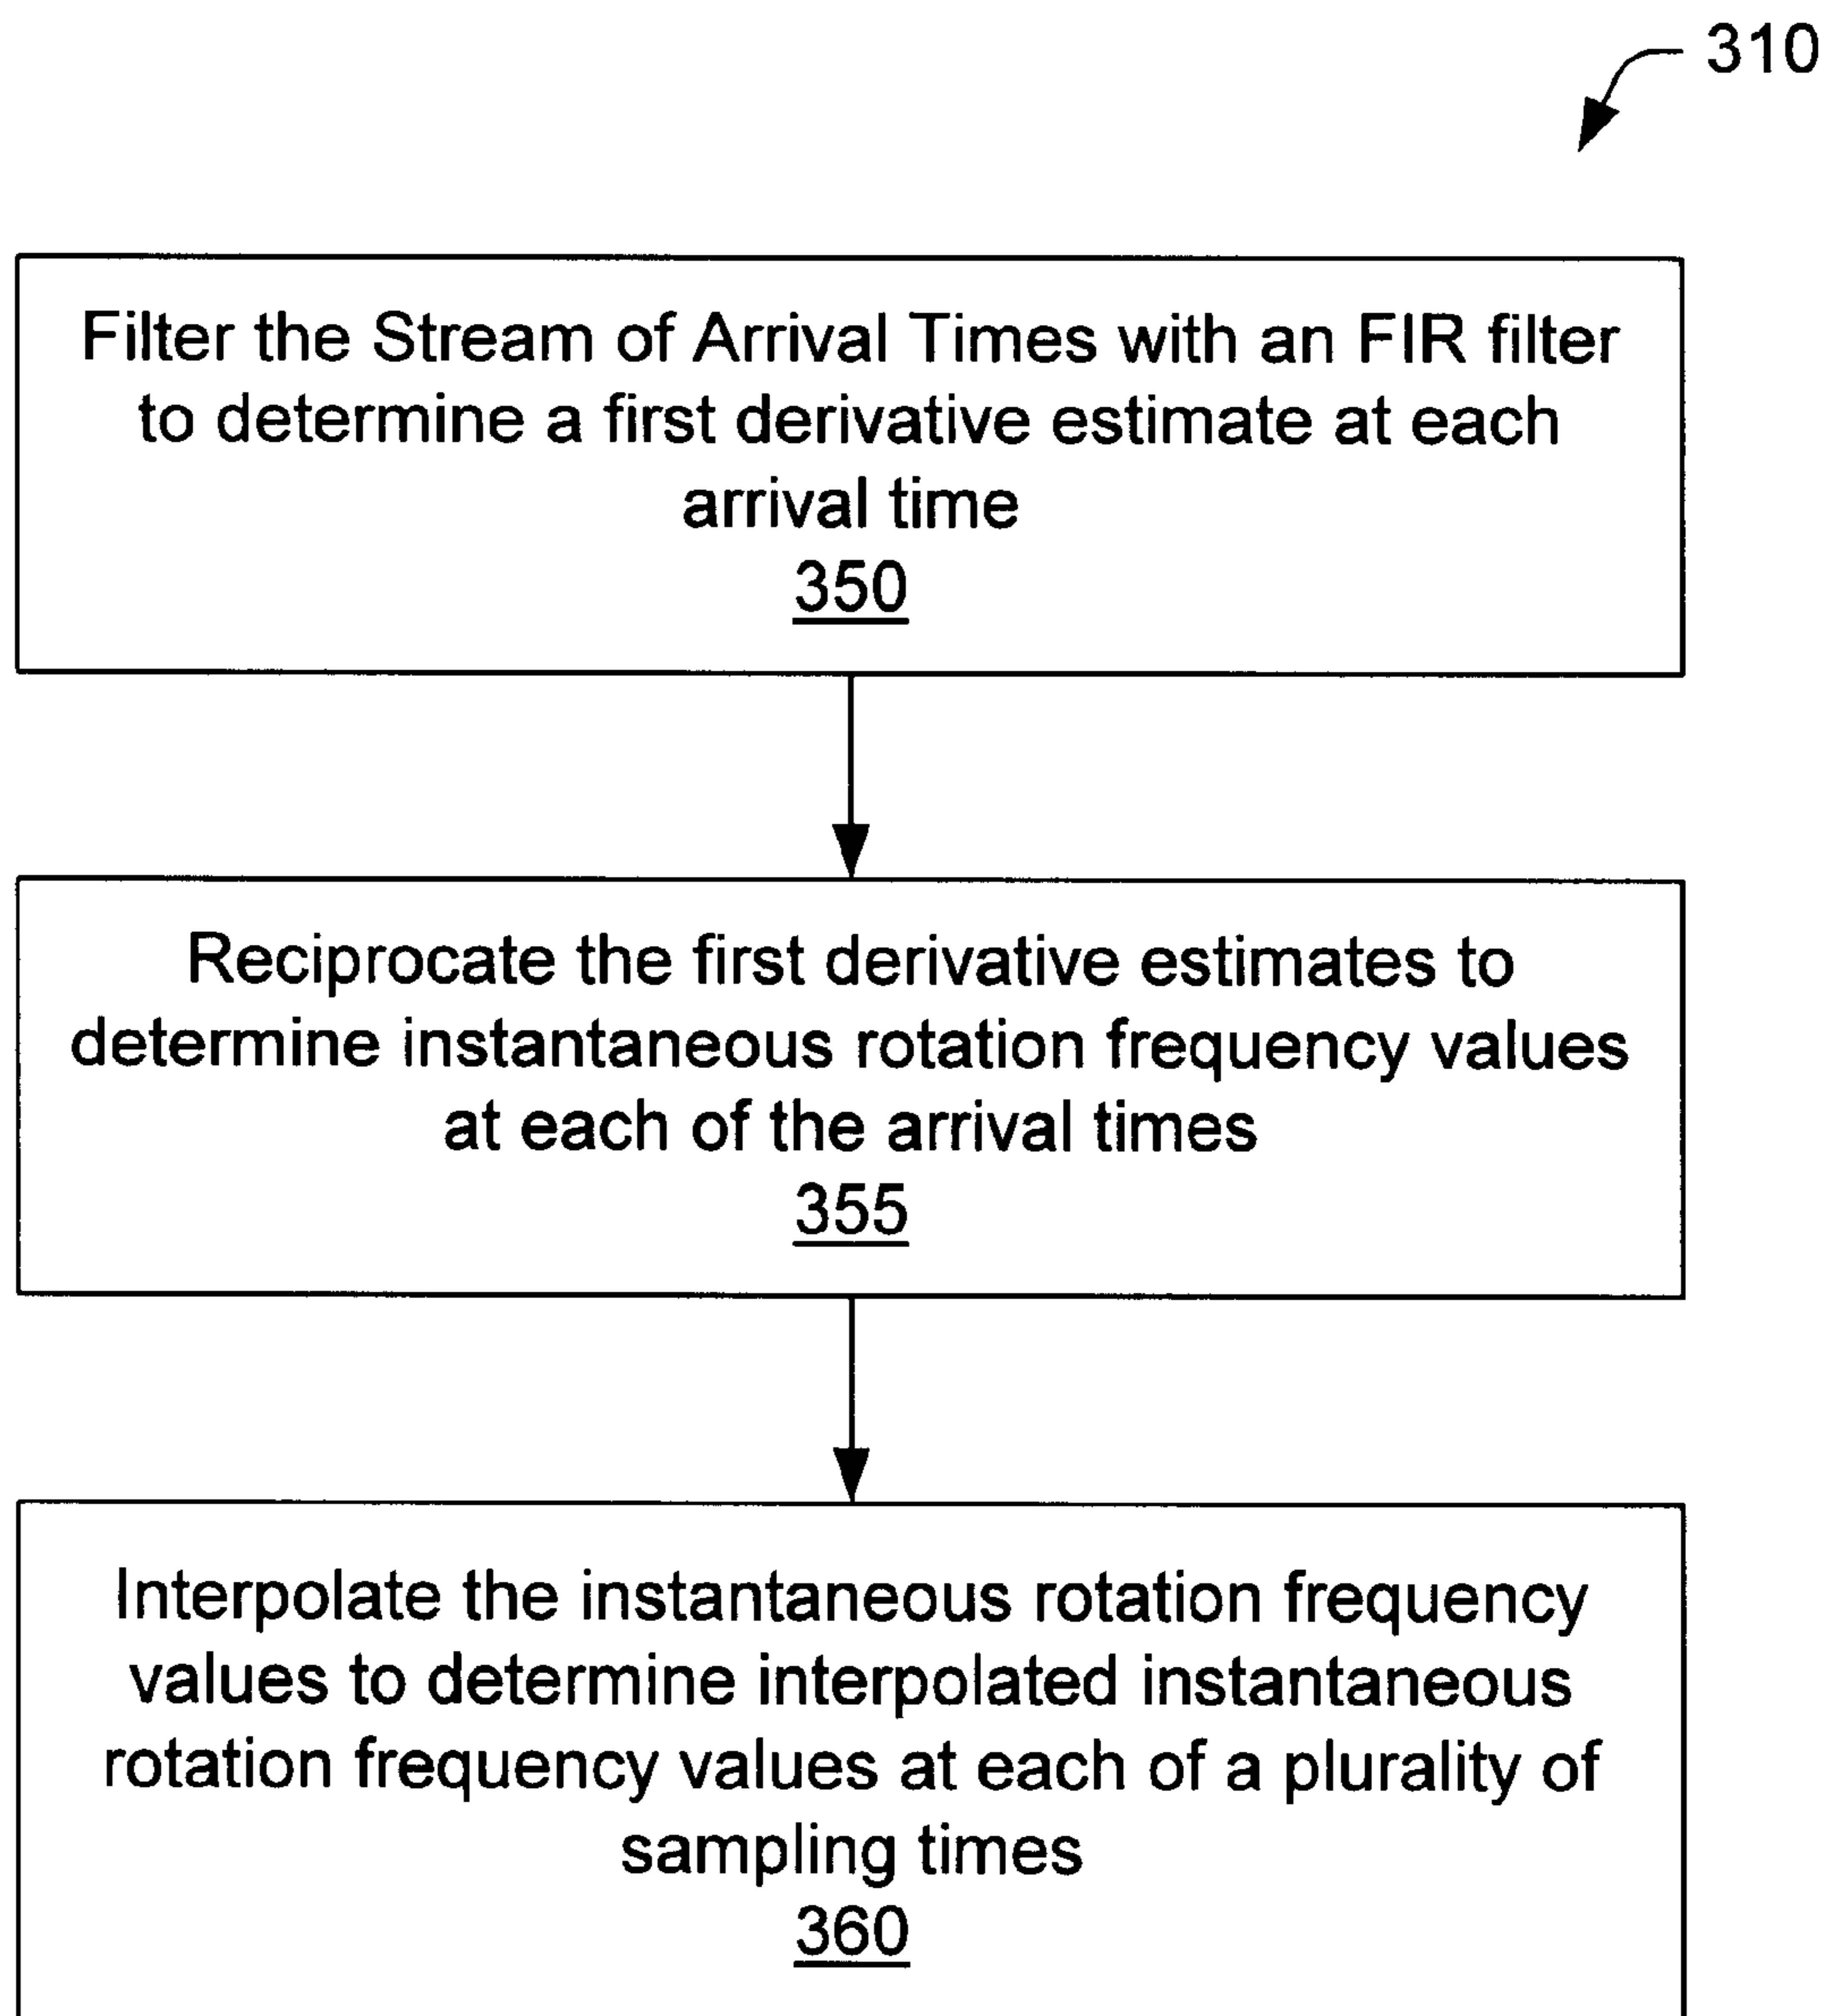 310
Filter the Stream of Arrival Times with an FIR filter
to determine a first derivative estimate at each
arrival time
350
Reciprocate the first derivative estimates to
determine instantaneous rotation frequency values
at each of the arrival times
355
Interpolate the instantaneous rotation frequency
values to determine interpolated instantaneous
rotation frequency values at each of a plurality of
sampling times
360